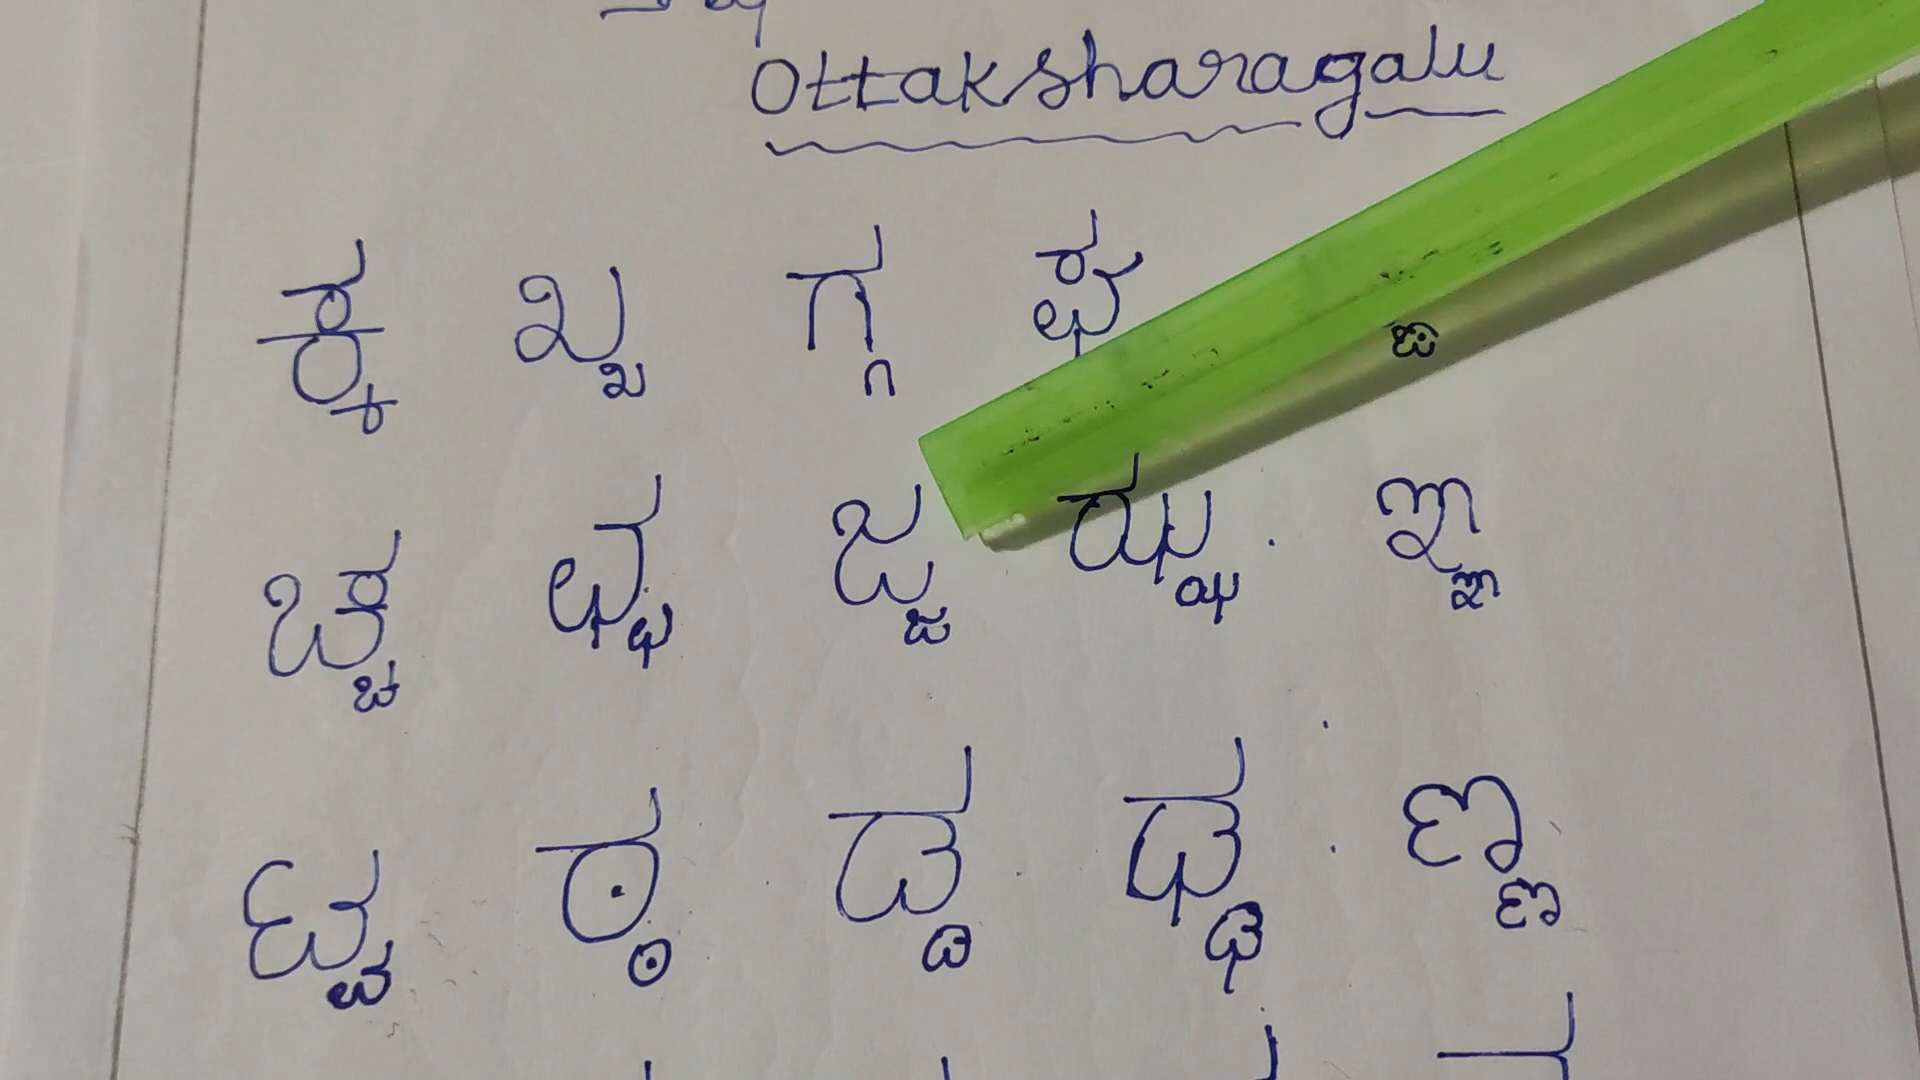 Ottaksharagalu
ಕ್ಕ ಖ್ಖ ಗ್ಗ
ಚ್ಚ ಛ್ಛ ಜ್ಜ ಝ್ಝ ಞ್ಞ
ಟ್ಟ ಠ್ಠ ಡ್ಡ ಢ್ಢ ಣ್ಣ